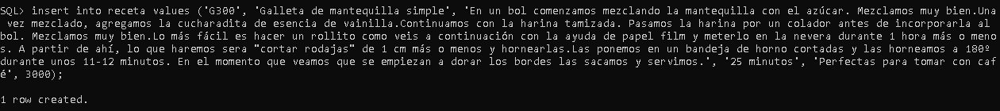 SQL> insert into receta values ('G300', 'Galleta de mantequilla simple', 'En un bol comenzamos mezclando la mantequilla con el azúcar. Mezclamos muy bien.Una
 vez mezclado, agregamos la cucharadita de esencia de vainilla.Continuamos con la harina tamizada. Pasamos la harina por un colador antes de incorporarla al
bol. Mezclamos muy bien.Lo más fácil es hacer un rollito como veis a continuación con la ayuda de papel film y meterlo en la nevera durante 1 hora más o meno
s. A partir de ahí, lo que haremos sera "cortar rodajas" de 1 cm más o menos y hornearlas.Las ponemos en un bandeja de horno cortadas y las horneamos a 180º
durante unos 11-12 minutos. En el momento que veamos que se empiezan a dorar los bordes las sacamos y servimos.', '25 minutos', 'Perfectas para tomar con caf
é', 3000);
1 row created.